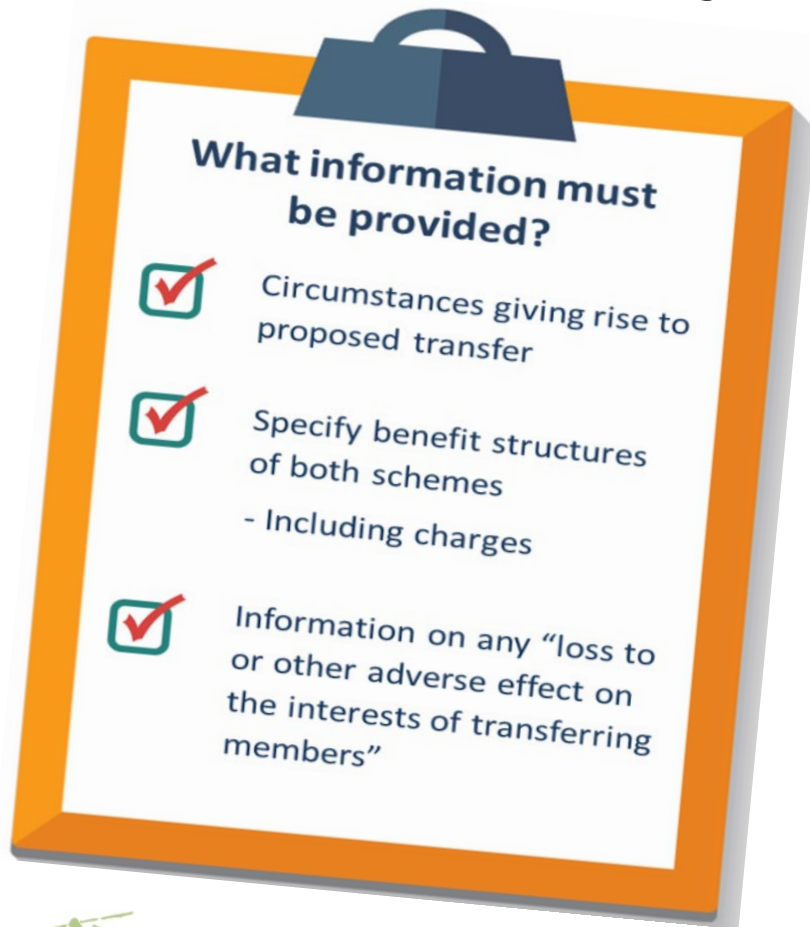 What information must
be provided?
Circumstances giving rise to
proposed transfer
Specify benefit structures
of both schemes
- Including charges
Information on any “loss to
or other adverse effect on
the interests of transferring
members”